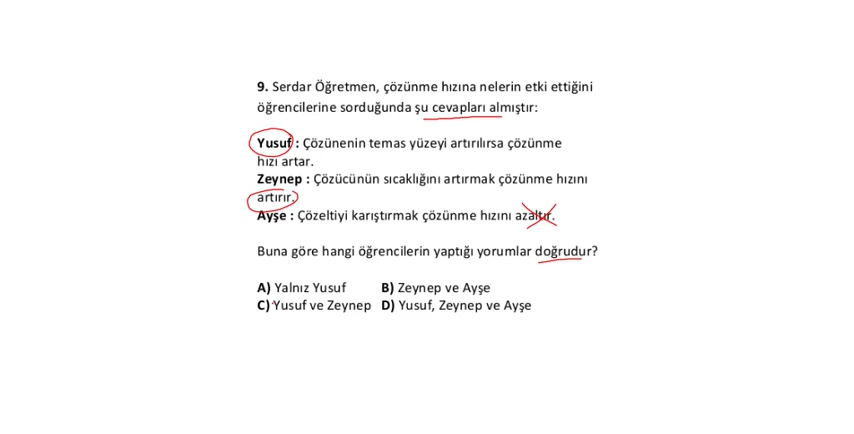 9. Serdar Öğretmen, çözünme hızına nelerin etki ettiğini
öğrencilerine sorduğunda şu cevapları almıştır:
Yusuf : Çözünenin temas yüzeyi artırılırsa çözünme
hızı artar.
Zeynep : Çözücünün sıcaklığını artırmak çözünme hızını
artırır.
Ayşe : Çözeltiyi karıştırmak çözünme hızını azaltır.
Buna göre hangi öğrencilerin yaptığı yorumlar doğrudur?
A) Yalnız Yusuf B) Zeynep ve Ayşe
C) Yusuf ve Zeynep D) Yusuf, Zeynep ve Ayşe